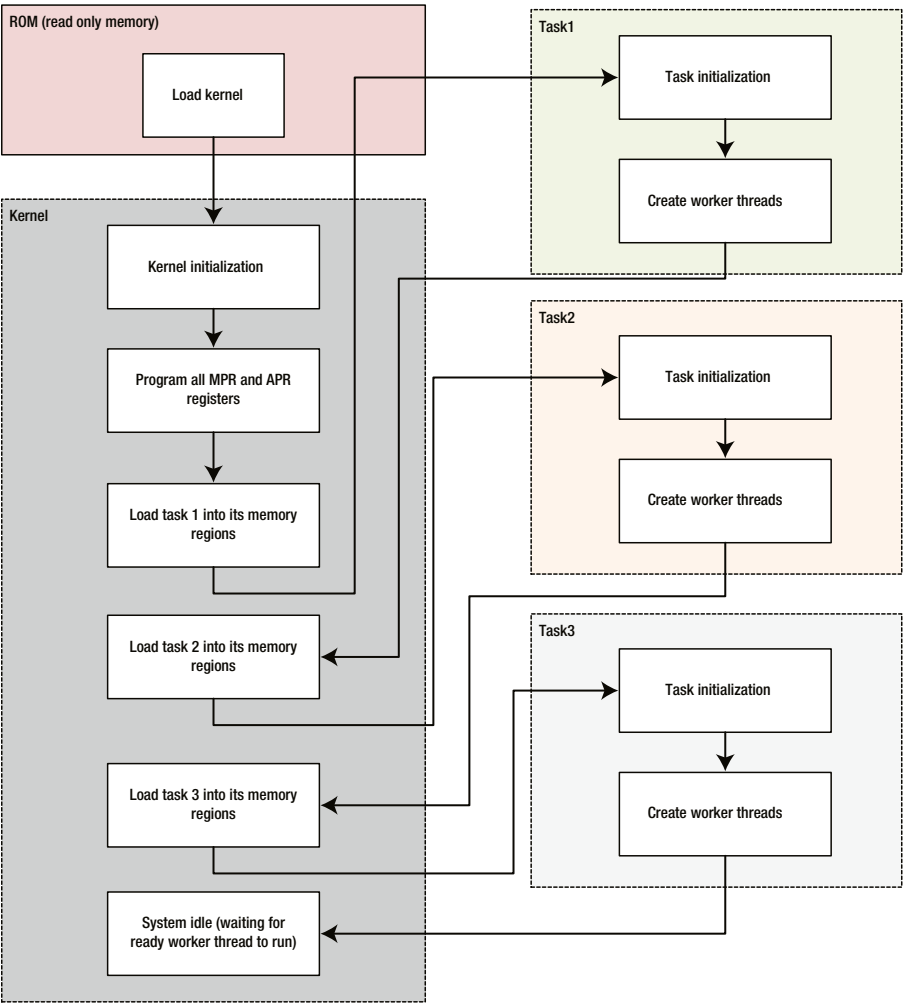 ROM (read only memory)
Load kernel
Kernel
Kernel initialization
Program all MPR and APR
registers
Load task 1 into its memory
regions
Load task 2 into its memory
regions
Load task 3 into its memory
regions
System idle (waiting for
ready worker thread to run)
Task1
Task initialization
Create worker threads
Task2
Task initialization
Create worker threads
Task3
Task initialization
Create worker threads